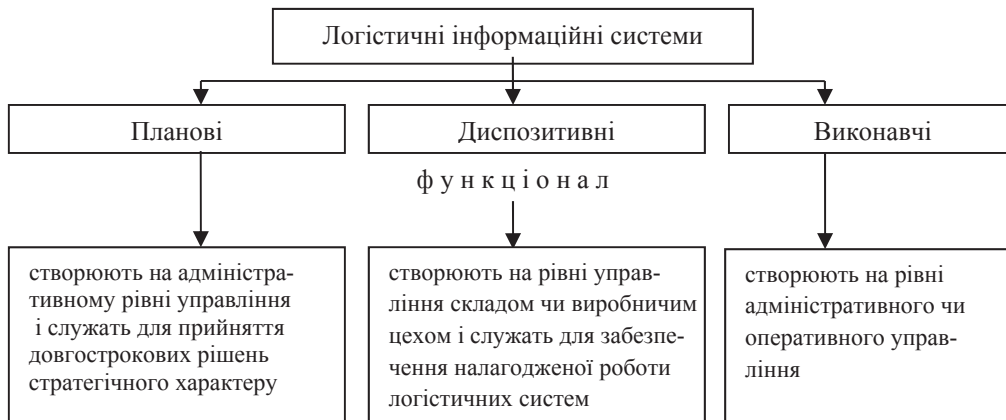 Логістичні інформаційні системи
Планові
Диспозитивні
Виконавчі
функціонал
створюють на адміністра-
тивному рівні управління
і служать для прийняття
довгострокових рішень
стратегічного характеру
створюють на рівні управ-
ління складом чи виробничим
цехом і служать для забезпе-
чення налагодженої роботи
логістичних систем
створюють на рівні
адміністративного чи
оперативного управ-
ління